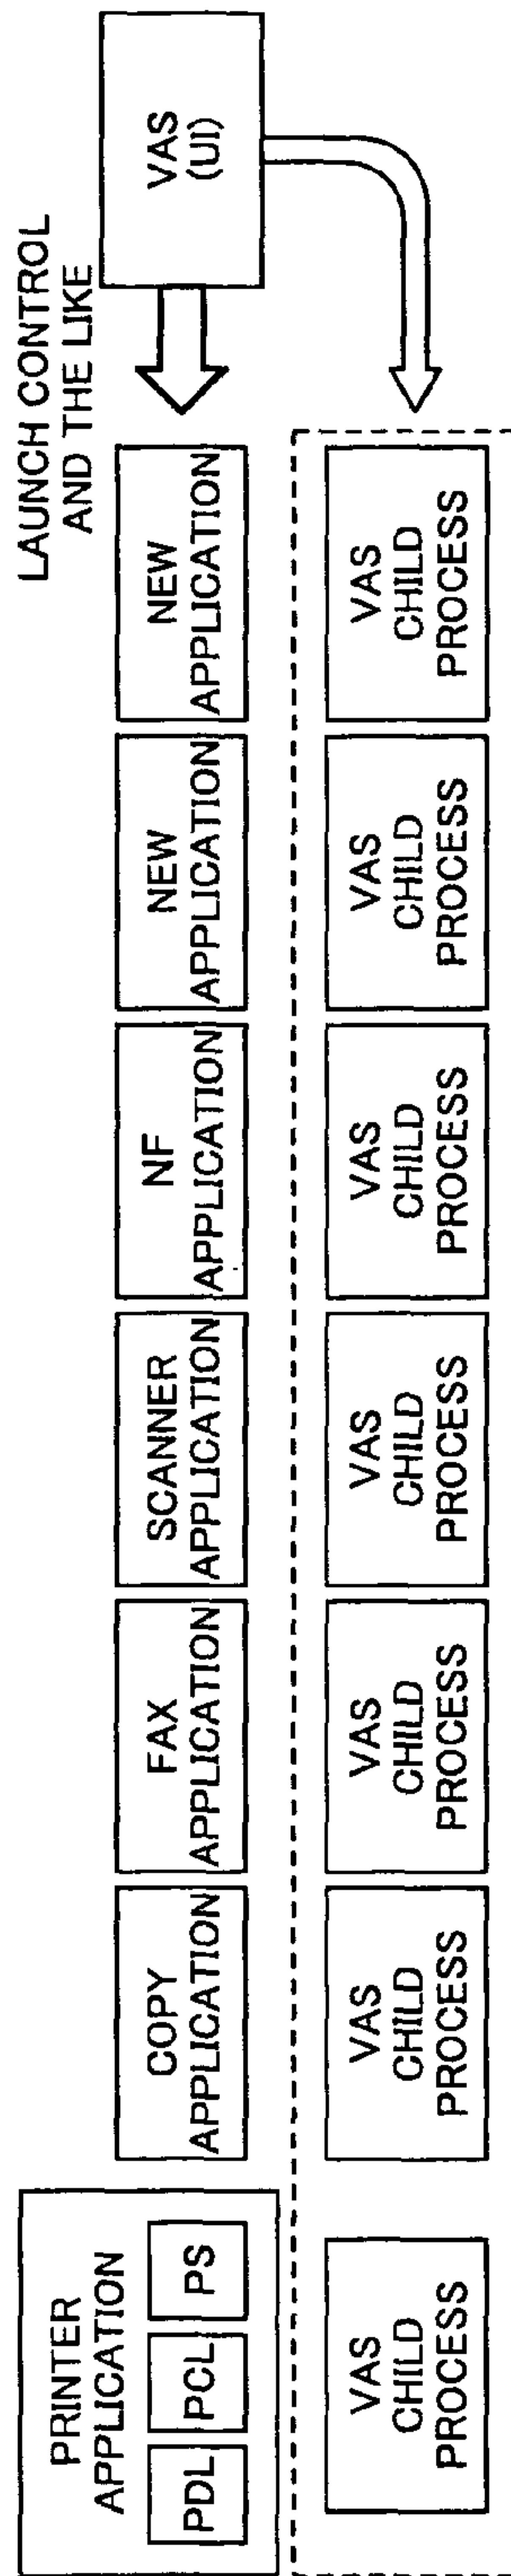 LAUNCH CONTROL
AND THE LIKE
VAS
(UI)
PRINTER
APPLICATION
PDL
PCL
PS
COPY
APPLICATION
FAX
APPLICATION
SCANNER
APPLICATION
NF
APPLICATION
NEW
APPLICATION
NEW
APPLICATION
VAS
CHILD
PROCESS
VAS
CHILD
PROCESS
VAS
CHILD
PROCESS
VAS
CHILD
PROCESS
VAS
CHILD
PROCESS
VAS
CHILD
PROCESS
VAS
CHILD
PROCESS